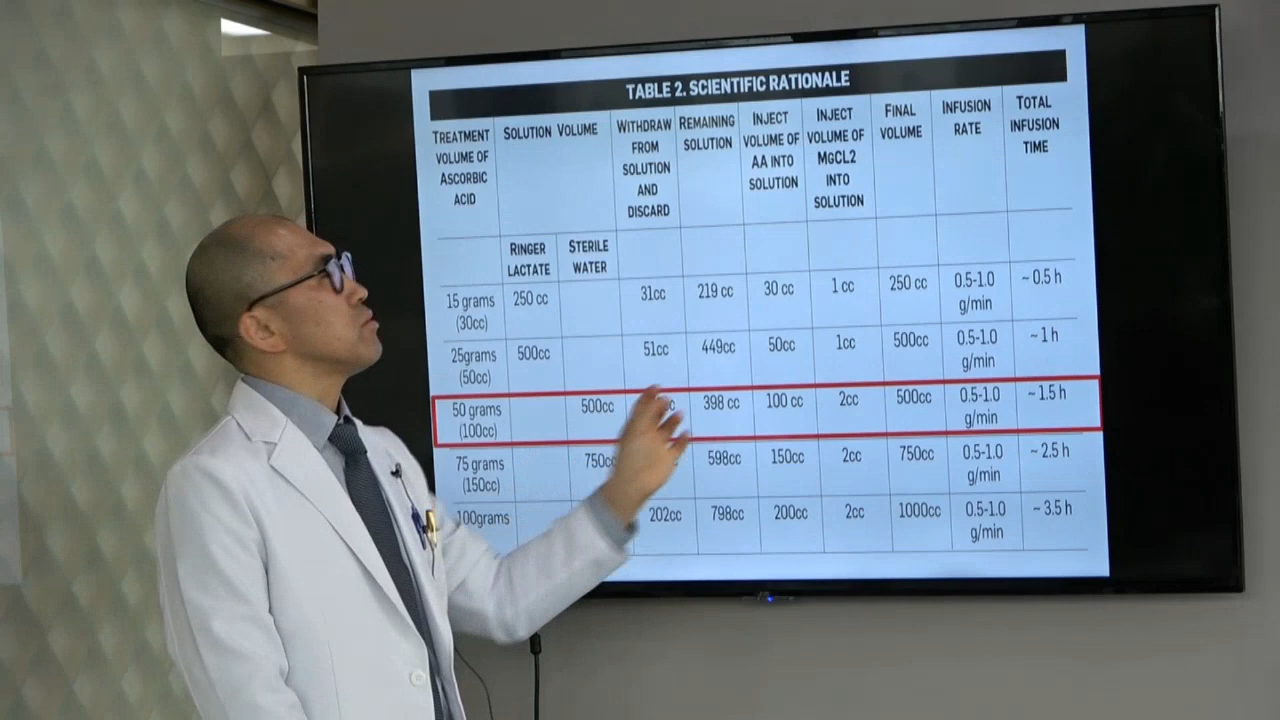 TABLE 2. SCIENTIFIC RATIONALE
TREATMENT VOLUME OF ASCORBIC ACID SOLUTION VOLUME WITHDRAW FROM SOLUTION AND DISCARD REMAINING SOLUTION INJECT VOLUME OF AA INTO SOLUTION INJECT VOLUME OF MGCL2 INTO SOLUTION FINAL VOLUME INFUSION RATE TOTAL INFUSION TIME
RINGER LACTATE STERILE WATER
15 grams (30cc) 250 cc 31cc 219 cc 30 cc 1 cc 250 cc 0.5-1.0 g/min ~ 0.5 h
25grams (50cc) 500cc 51cc 449cc 50cc 1cc 500cc 0.5-1.0 g/min ~ 1 h
50 grams (100cc) 500cc 398 cc 100 cc 2cc 500cc 0.5-1.0 g/min ~ 1.5 h
75 grams (150cc) 598cc 150cc 2cc 750cc 0.5-1.0 g/min ~ 2.5 h
100grams 202cc 798cc 200cc 2cc 1000cc 0.5-1.0 g/min ~ 3.5 h